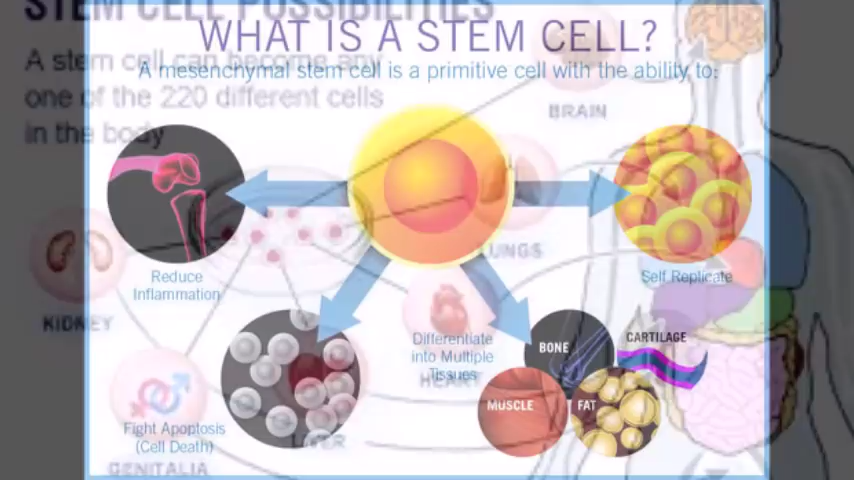 STEM CELL POSSIBILITIES
WHAT IS A STEM CELL?
A stem cell can become any
one of the 220 different cells
in the body
A mesenchymal stem cell is a primitive cell with the ability to:
BRAIN
LUNGS
KIDNEY
HEART
LIVER
GENITALIA
Reduce
Inflammation
Self Replicate
Differentiate
into Multiple
Tissues
BONE
CARTILAGE
MUSCLE
FAT
Fight Apoptosis
(Cell Death)